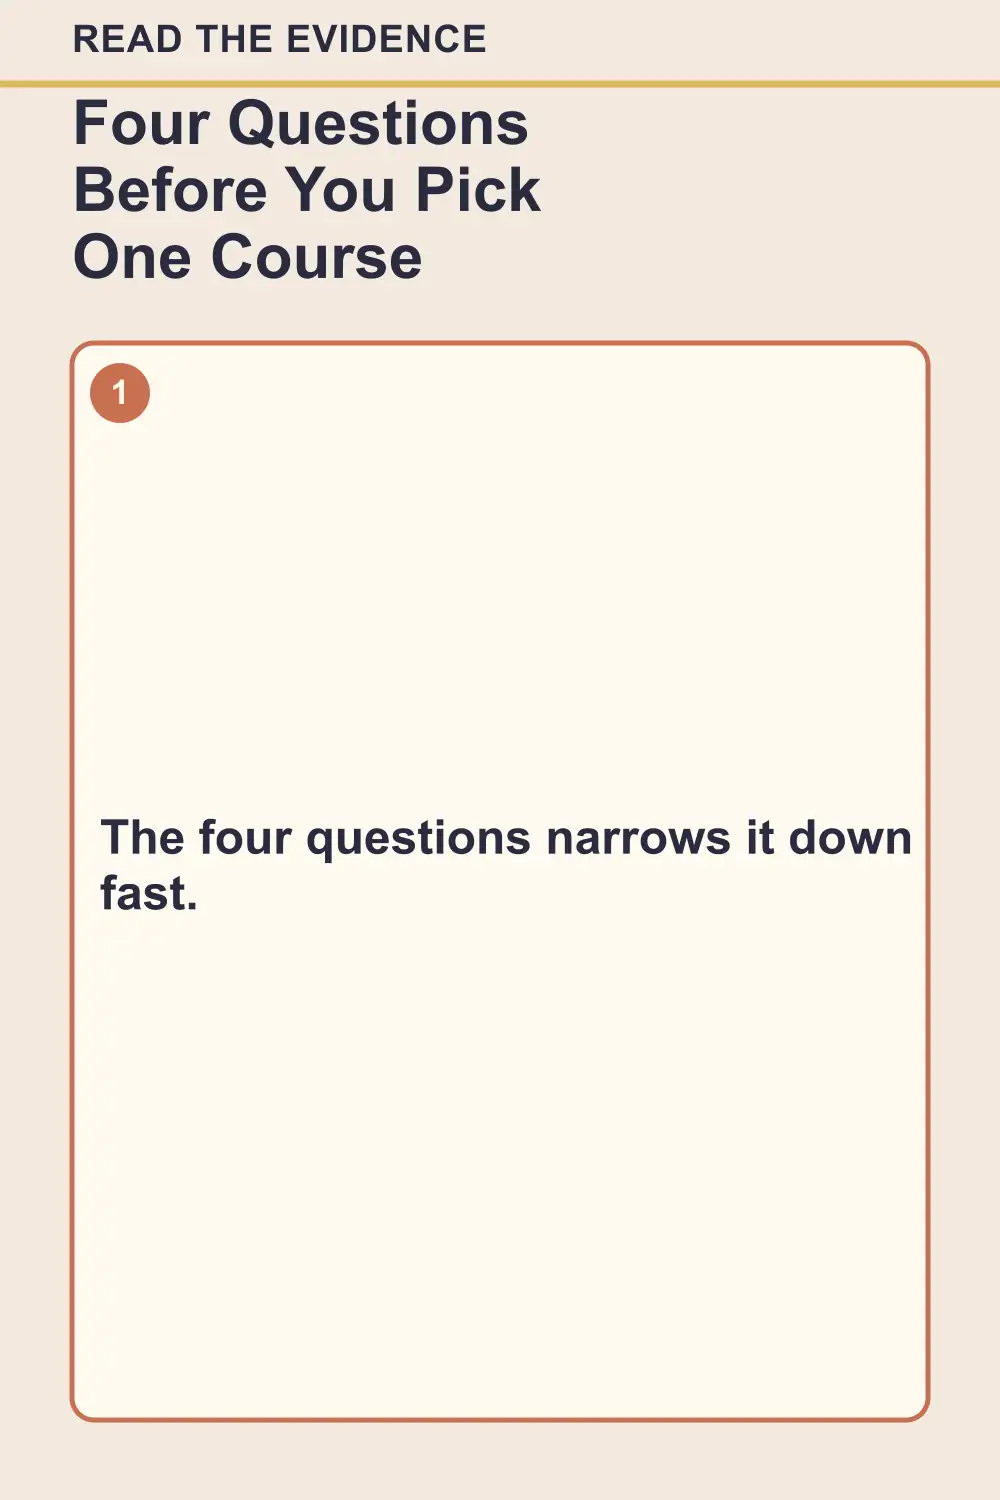 READ THE EVIDENCE
Four Questions
Before You Pick
One Course
1
The four questions narrows it down
fast.